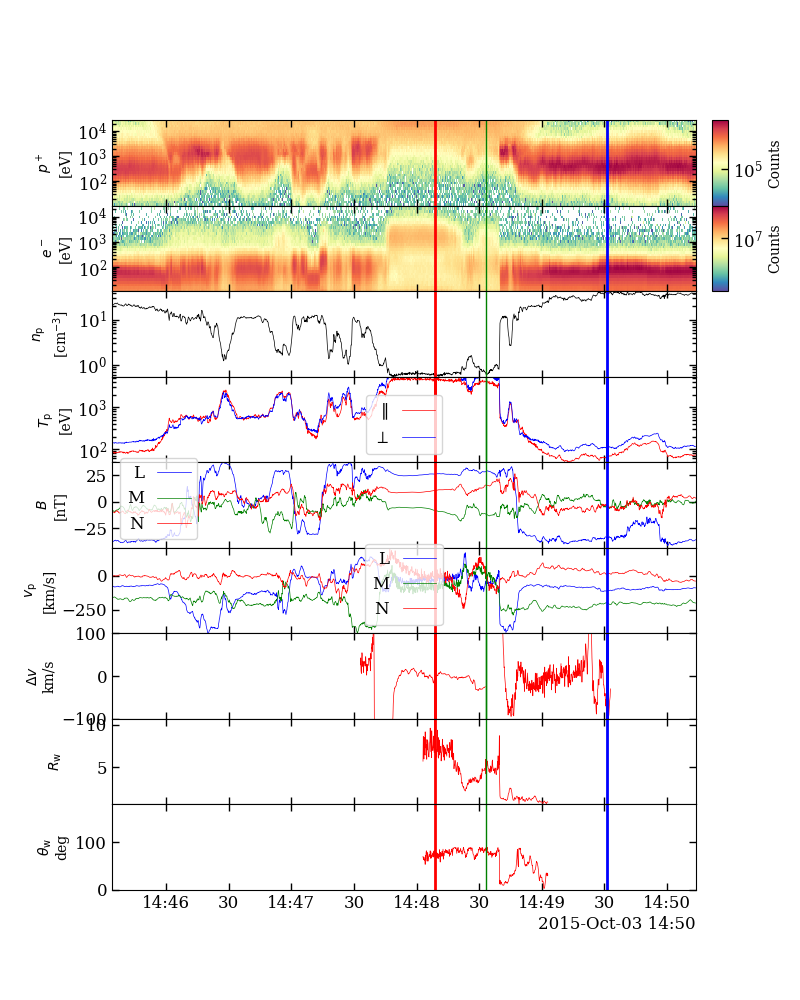 10⁴
10³
10²
p⁺
[eV]
10⁵
Counts
10⁴
10³
10²
e⁻
[eV]
10⁷
Counts
10¹
10⁰
nₚ
[cm⁻³]
10³
10²
Tₚ
[eV]
∥
⊥
25
0
−25
B
[nT]
L
M
N
0
−250
vₚ
[km/s]
L
M
N
100
0
−100
Δv
km/s
10
5
R_w
100
0
θ_w
deg
14:46 30 14:47 30 14:48 30 14:49 30 14:50
2015-Oct-03 14:50